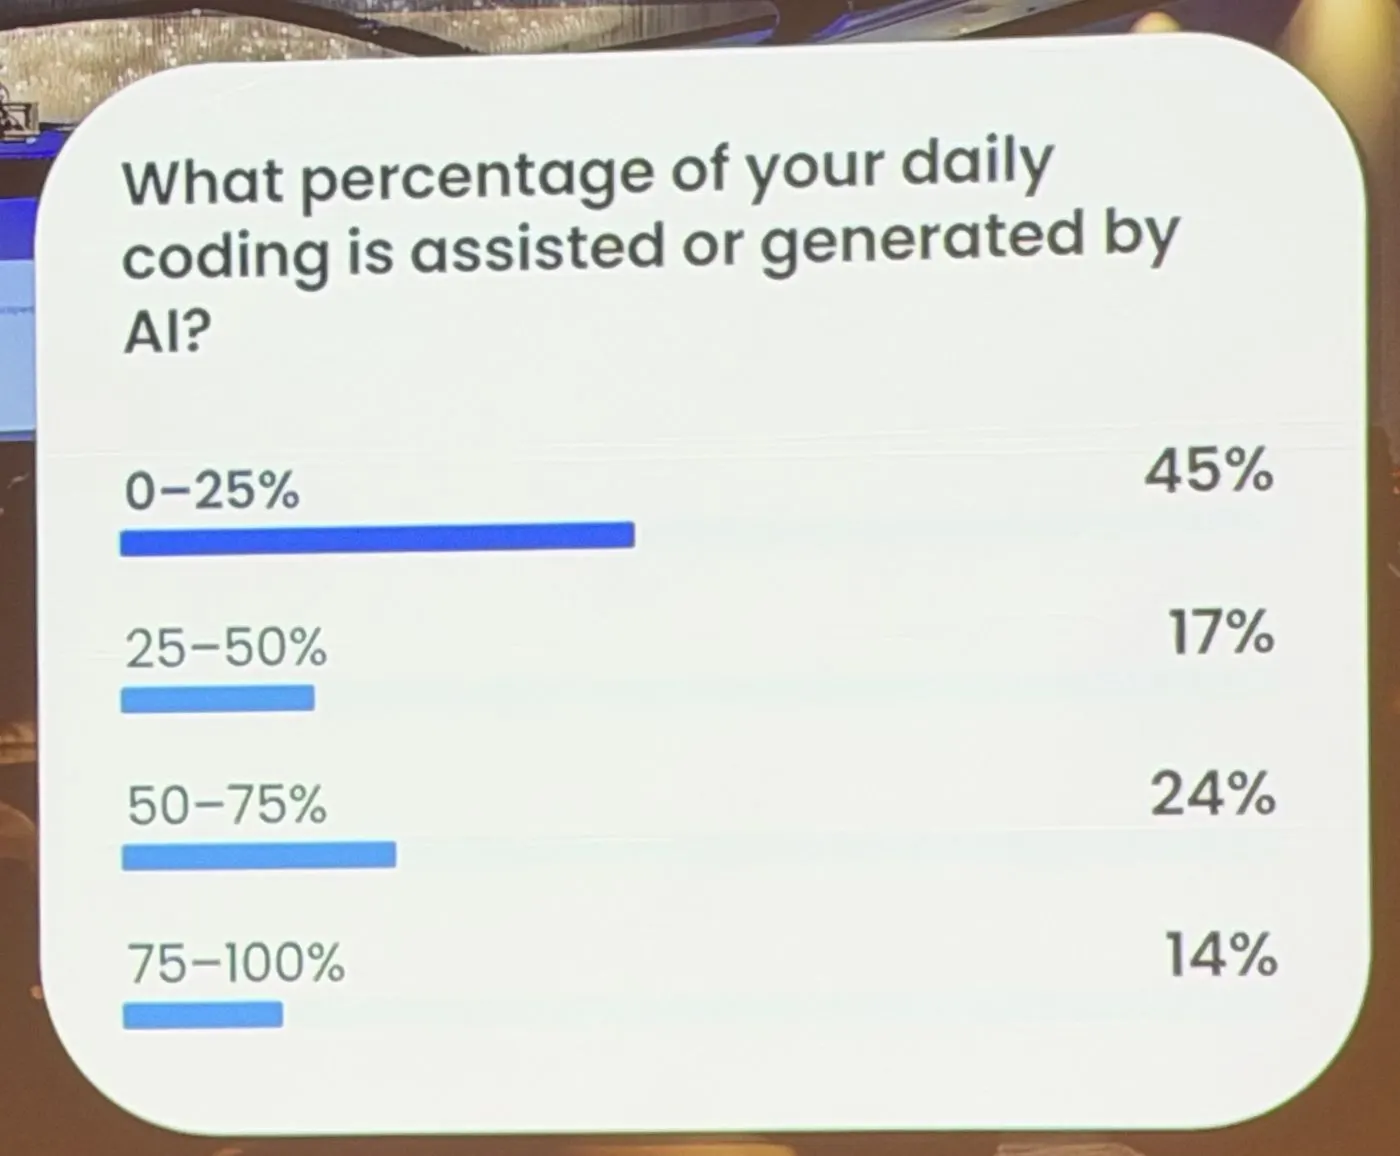 What percentage of your daily
coding is assisted or generated by
AI?
0–25%
45%
25–50%
17%
50–75%
24%
75–100%
14%